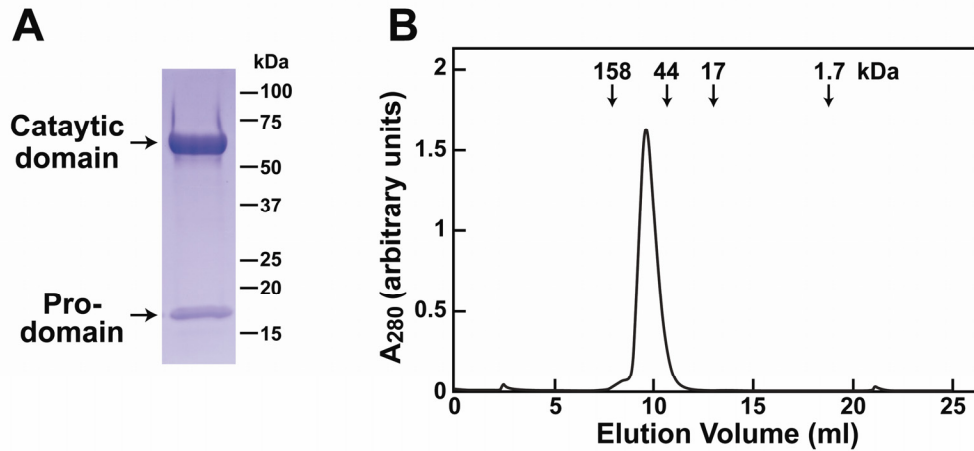 A
kDa
100
75
Cataytic
domain
50
37
25
20
Pro-
domain
15
B
158 44 17 1.7 kDa
2
1.5
1
0.5
0
A280 (arbitrary units)
0 5 10 15 20 25
Elution Volume (ml)